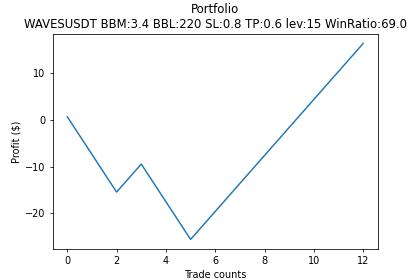 Portfolio
WAVESUSDT BBM:3.4 BBL:220 SL:0.8 TP:0.6 lev:15 WinRatio:69.0
Profit ($)
10
0
−10
−20
0 2 4 6 8 10 12
Trade counts